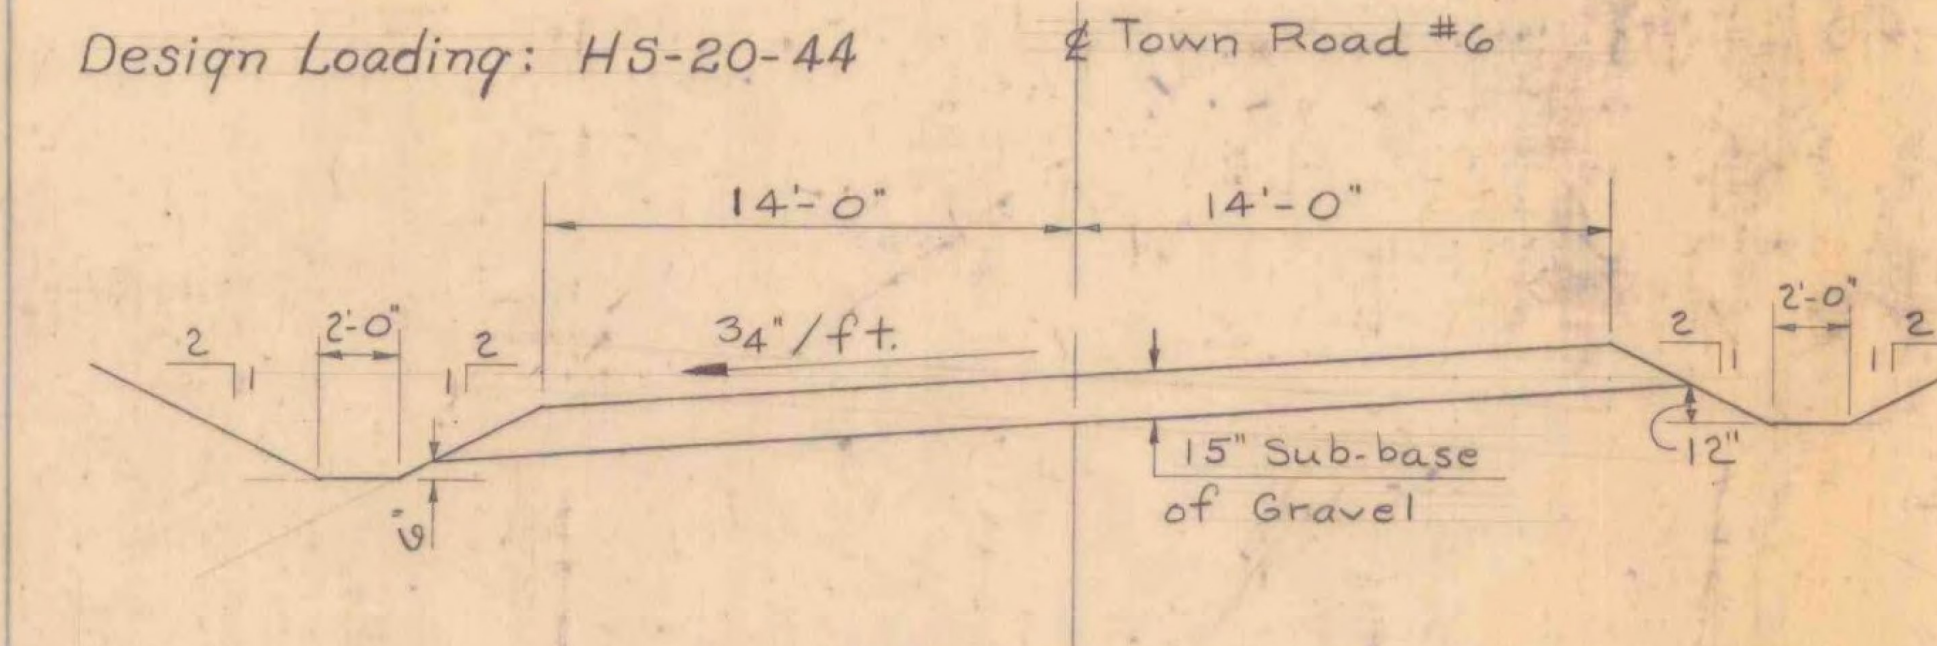 Design Loading: HS-20-44
℄ Town Road #6
14'-0"
14'-0"
2
1
2'-0"
1
2
3/4"/ft.
2
1
2'-0"
1
2
15" Sub-base
of Gravel
12"